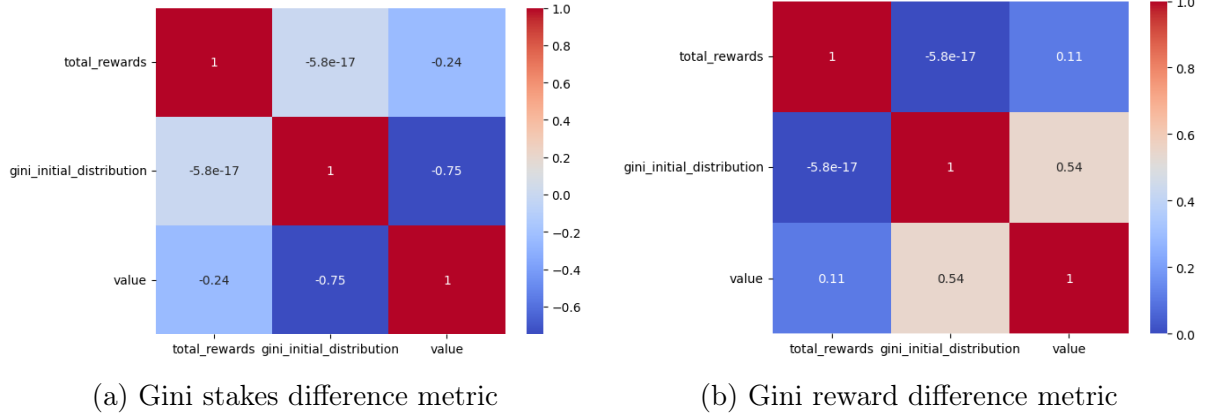 total_rewards
1
-5.8e-17
-0.24
gini_initial_distribution
-5.8e-17
1
-0.75
value
-0.24
-0.75
1
total_rewards gini_initial_distribution value
1.0
0.8
0.6
0.4
0.2
0.0
−0.2
−0.4
−0.6
(a) Gini stakes difference metric
total_rewards
1
-5.8e-17
0.11
gini_initial_distribution
-5.8e-17
1
0.54
value
0.11
0.54
1
total_rewards gini_initial_distribution value
1.0
0.8
0.6
0.4
0.2
0.0
(b) Gini reward difference metric